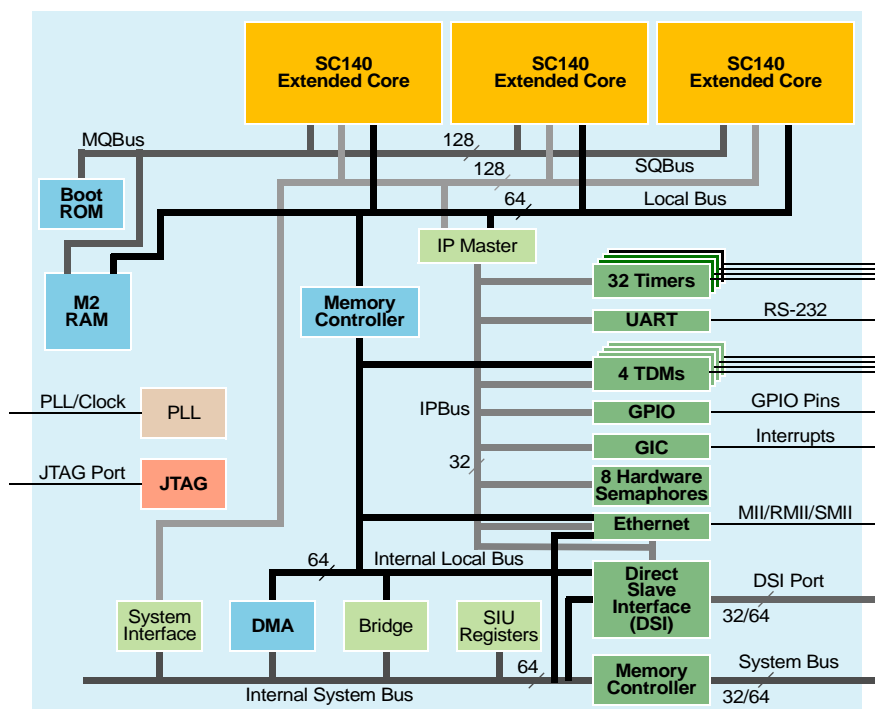 SC140
Extended Core
SC140
Extended Core
SC140
Extended Core
MQBus
128
128
SQBus
Boot
ROM
64
Local Bus
IP Master
M2
RAM
Memory
Controller
32 Timers
UART
RS-232
4 TDMs
PLL/Clock
PLL
IPBus
GPIO
GPIO Pins
GIC
Interrupts
JTAG Port
JTAG
32
8 Hardware
Semaphores
Ethernet
MII/RMII/SMII
64
Internal Local Bus
Direct
Slave
Interface
(DSI)
DSI Port
32/64
System
Interface
DMA
Bridge
SIU
Registers
64
Memory
Controller
System Bus
32/64
Internal System Bus